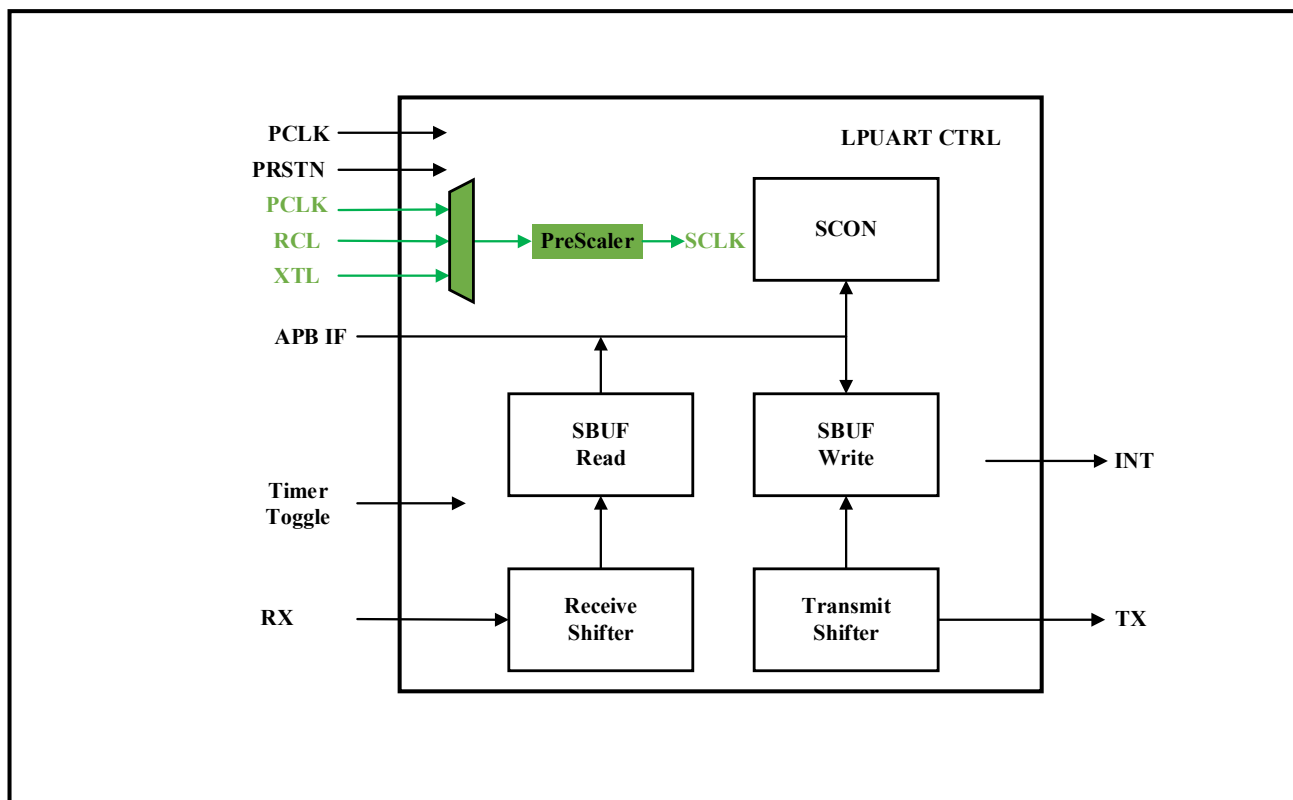 PCLK
LPUART CTRL
PRSTN
PCLK
RCL
XTL
PreScaler
SCLK
SCON
APB IF
SBUF
Read
SBUF
Write
INT
Timer
Toggle
RX
Receive
Shifter
Transmit
Shifter
TX